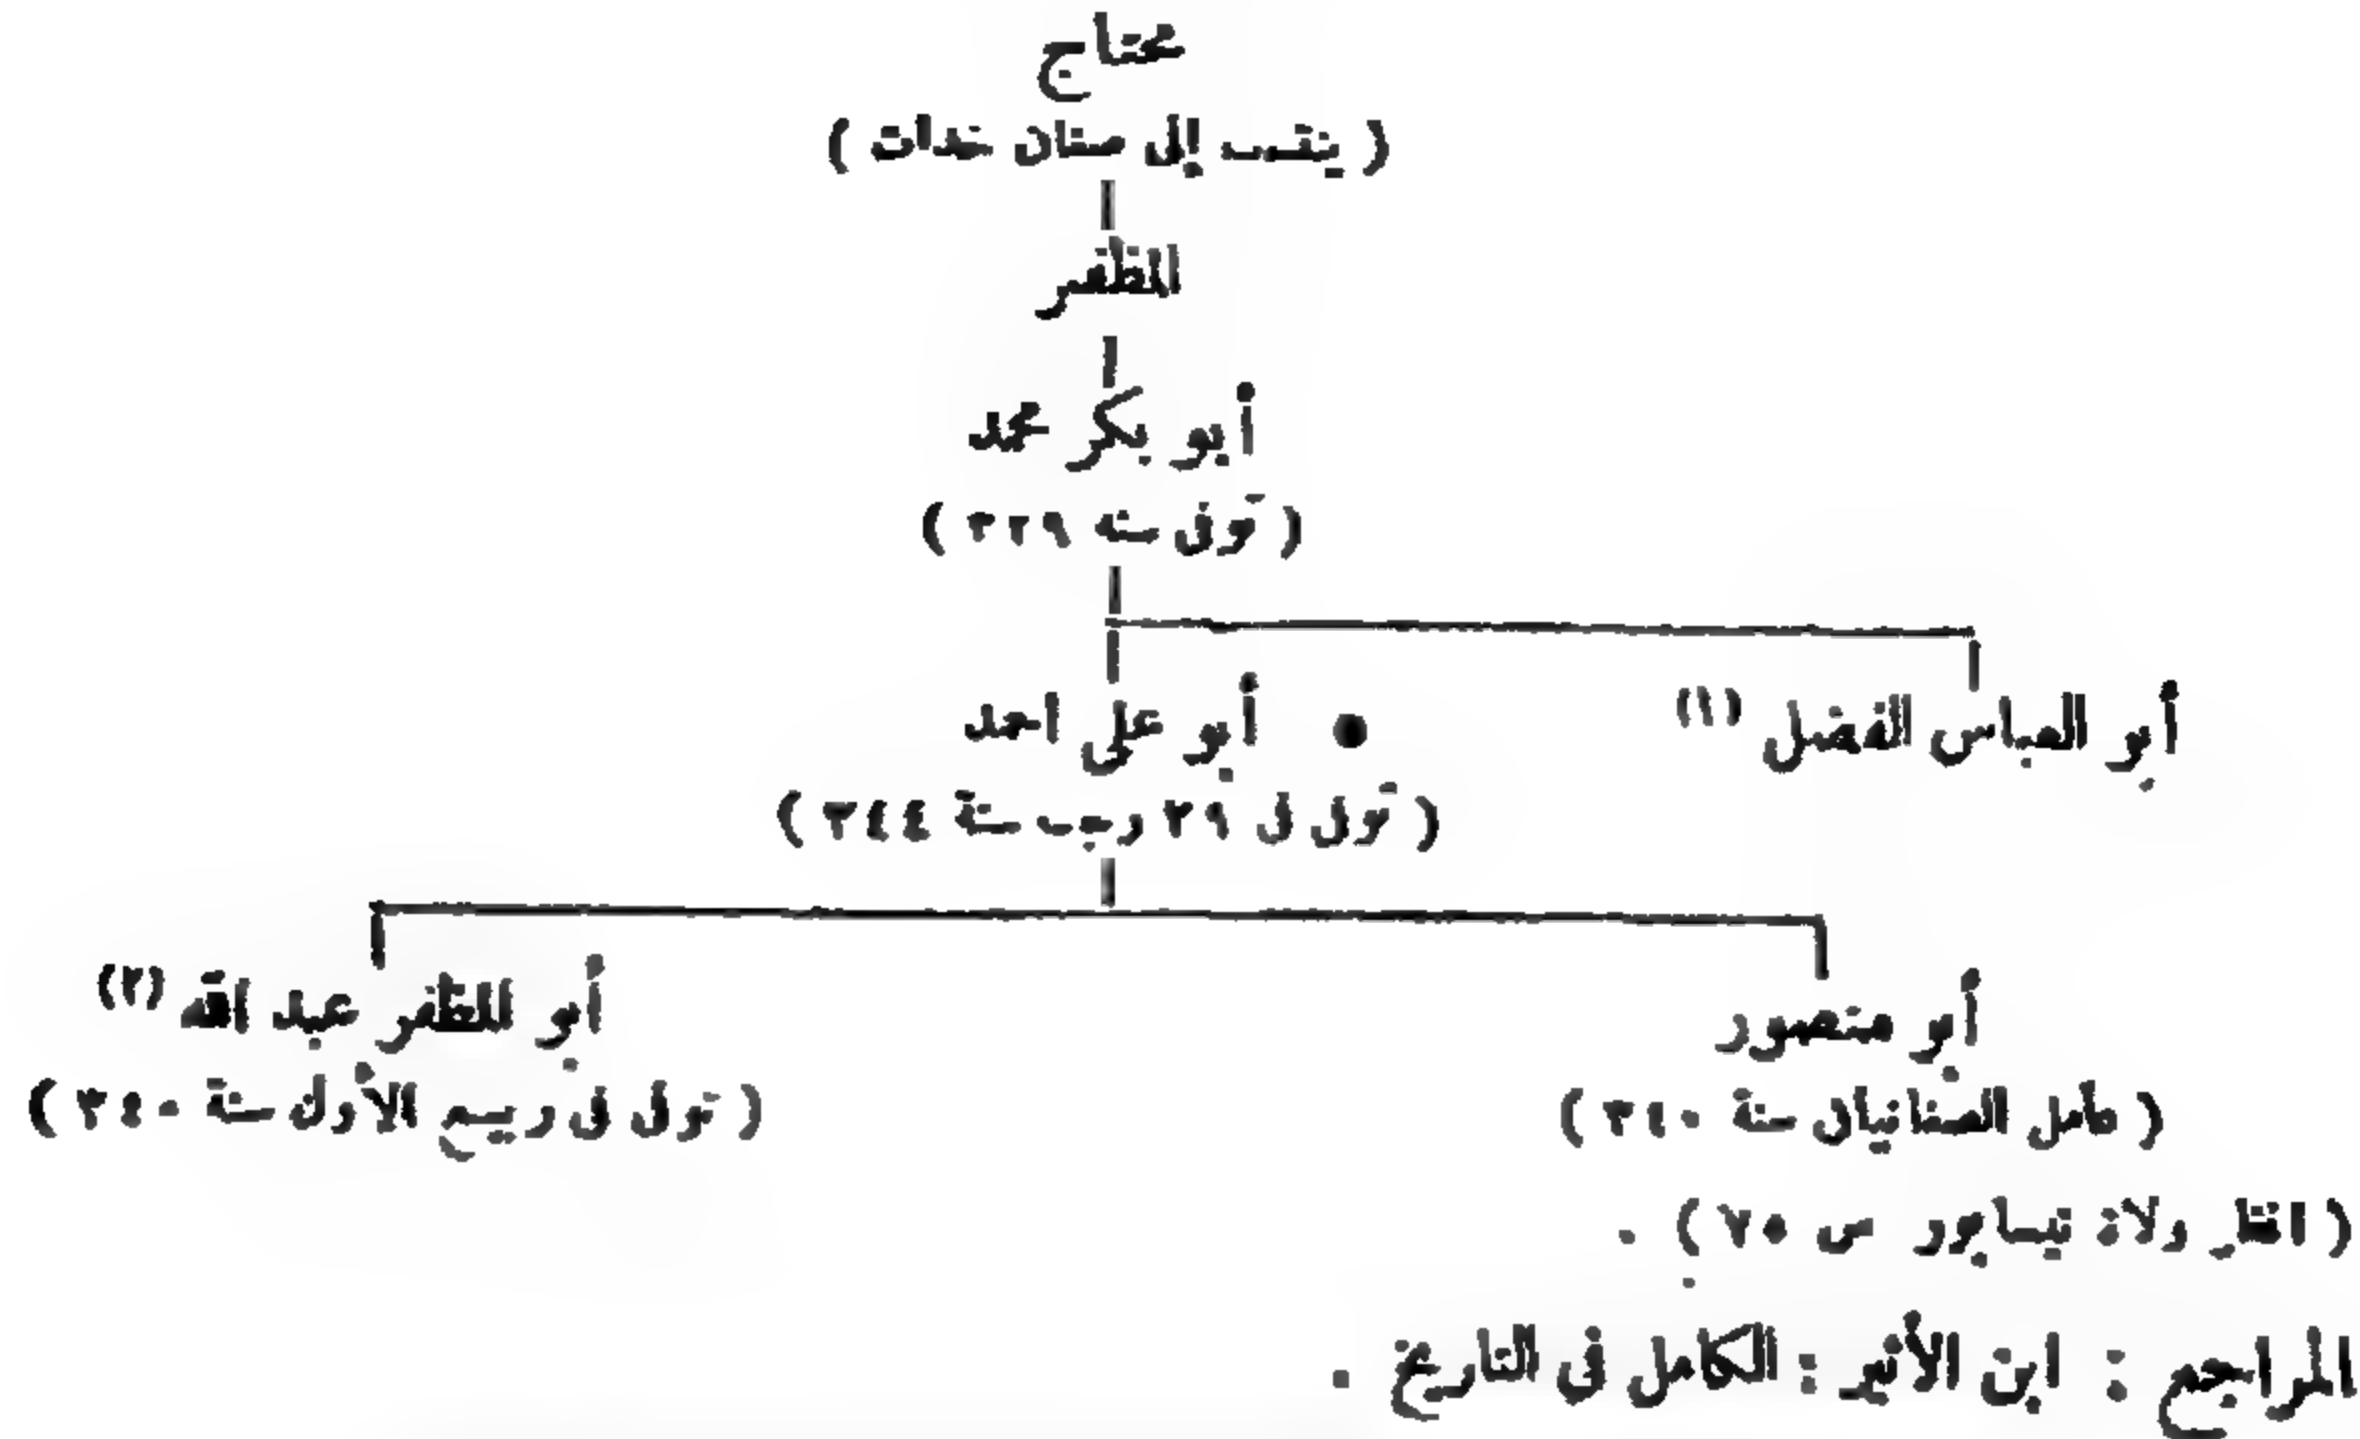 محتاج
( ينتسب إلى صغان خدات )
المظفر
أبو بكر محمد
( توفى سنة ٣٢٩ )
أبو العباس الفضل (١)
● أبو على احمد
( توفى فى ٢٩ رجب سنة ٣٤٤ )
أبو منصور
( عامل الصغانيان سنة ٣٤٠ )
أبو المظفر عبد الله (٢)
( توفى فى ربيع الأول سنة ٣٤٠ )
( انظر ولاة نيسابور ص ٧٥ ) .
المراجع : ابن الأثير : الكامل فى التاريخ .